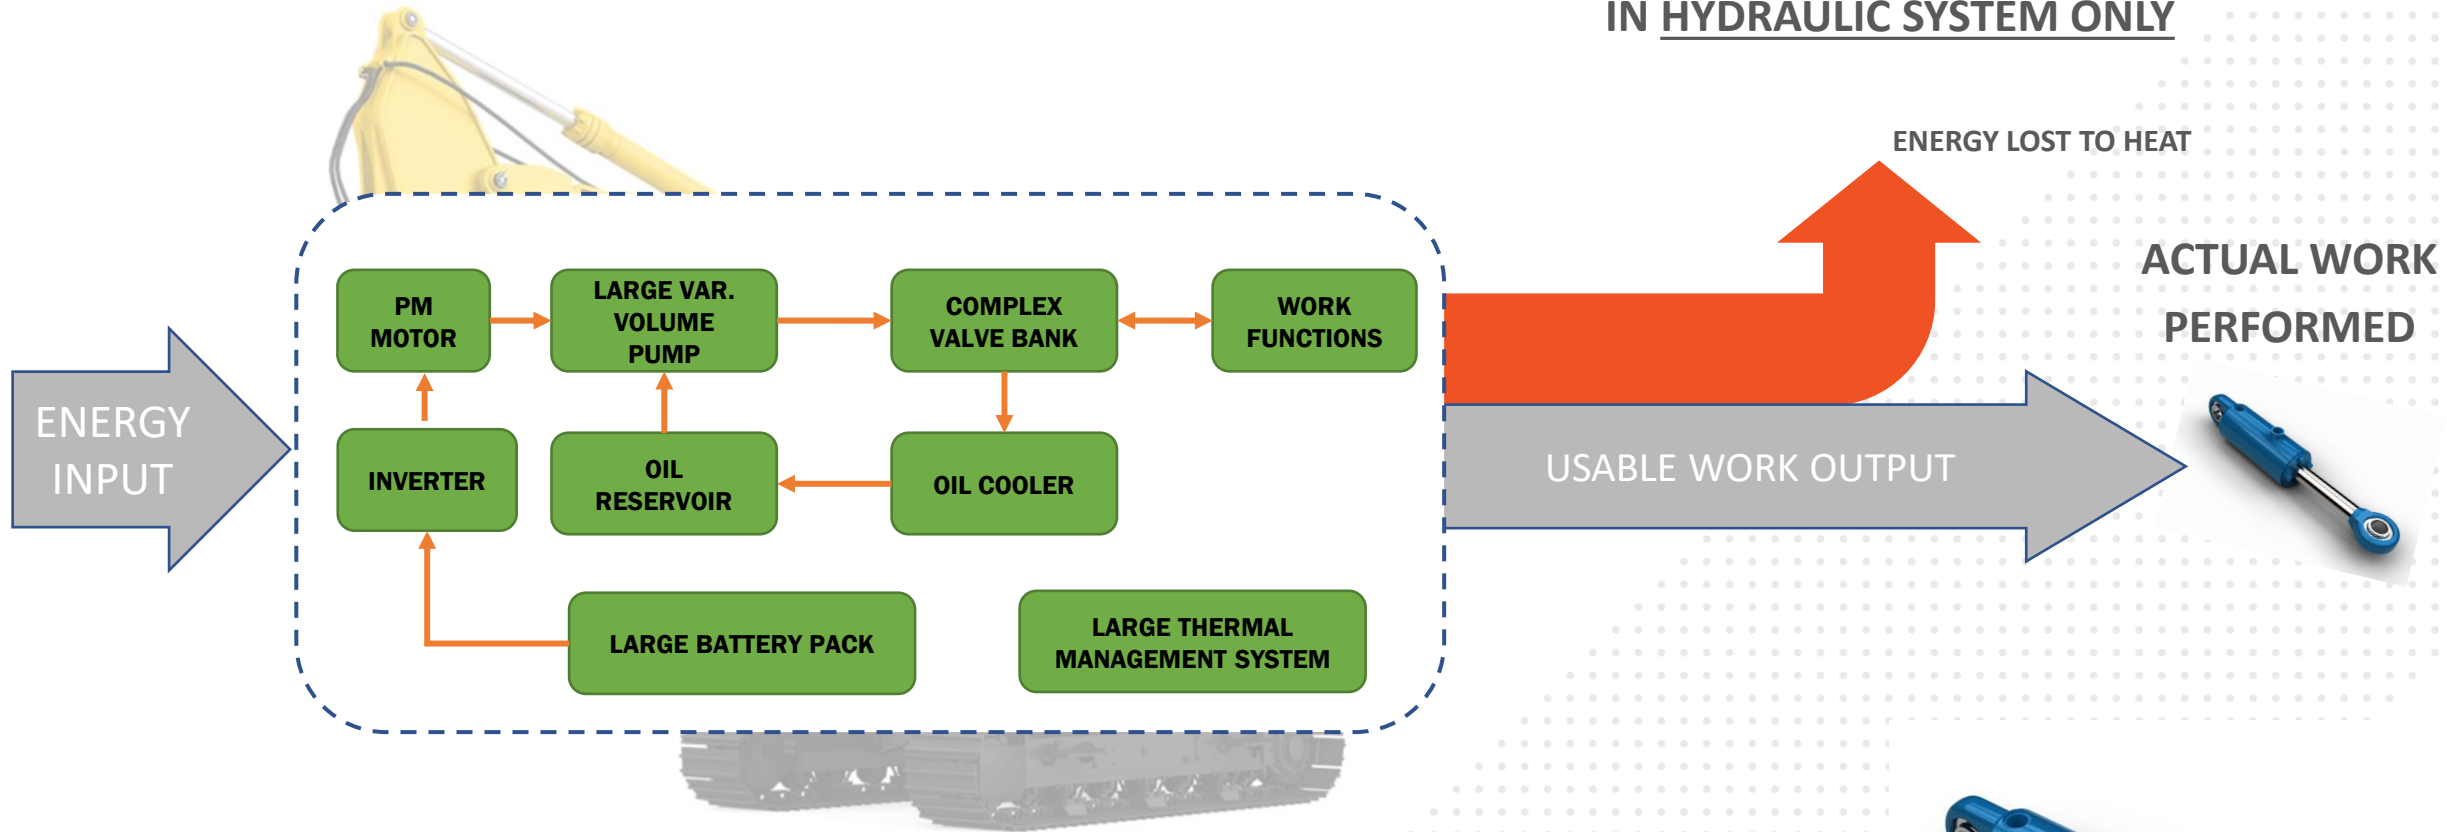 IN HYDRAULIC SYSTEM ONLY
ENERGY LOST TO HEAT
ACTUAL WORK
PERFORMED
ENERGY
INPUT
PM
MOTOR
LARGE VAR.
VOLUME
PUMP
COMPLEX
VALVE BANK
WORK
FUNCTIONS
INVERTER
OIL
RESERVOIR
OIL COOLER
LARGE BATTERY PACK
LARGE THERMAL
MANAGEMENT SYSTEM
USABLE WORK OUTPUT